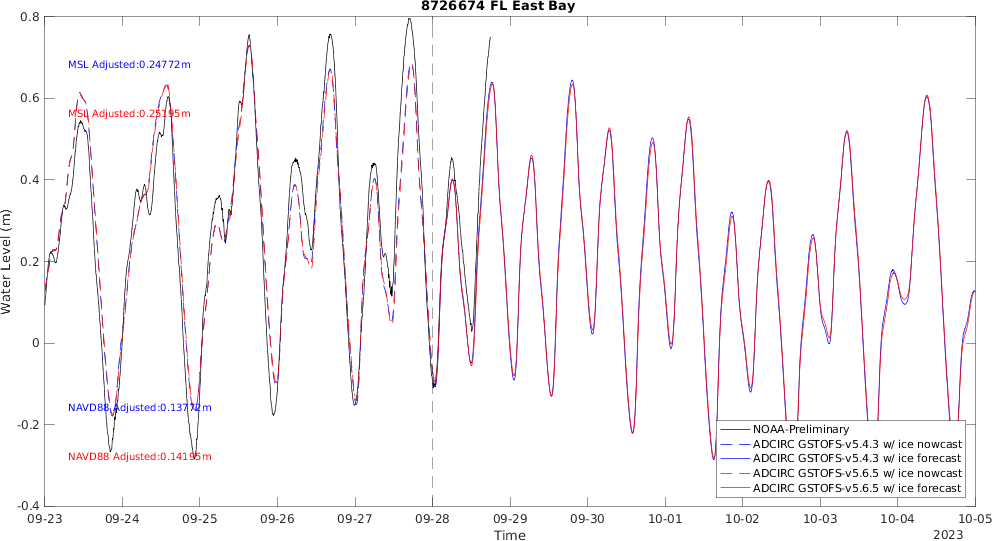 8726674 FL East Bay
Water Level (m)
0.8
0.6
0.4
0.2
0
-0.2
-0.4
MSL Adjusted:0.24772m
MSL Adjusted:0.25195m
NAVD88 Adjusted:0.13772m
NAVD88 Adjusted:0.14195m
NOAA-Preliminary
ADCIRC GSTOFS-v5.4.3 w/ ice nowcast
ADCIRC GSTOFS-v5.4.3 w/ ice forecast
ADCIRC GSTOFS-v5.6.5 w/ ice nowcast
ADCIRC GSTOFS-v5.6.5 w/ ice forecast
09-23 09-24 09-25 09-26 09-27 09-28 09-29 09-30 10-01 10-02 10-03 10-04 10-05
Time
2023